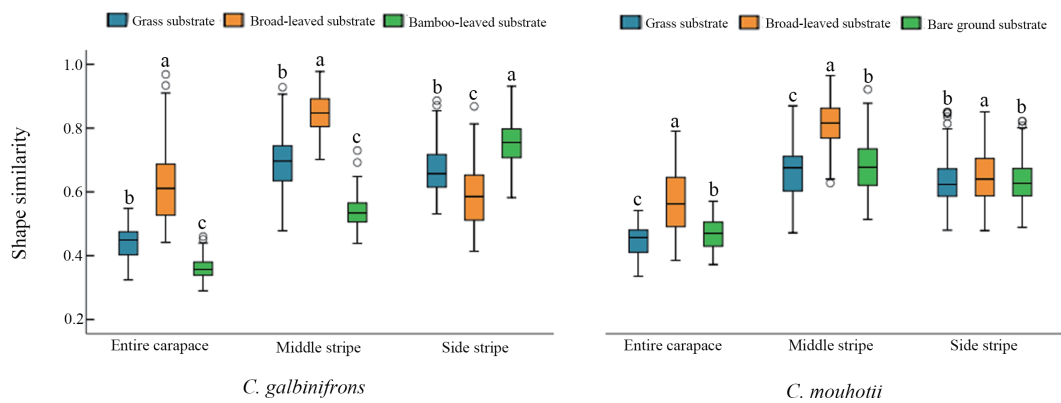 Grass substrate Broad-leaved substrate Bamboo-leaved substrate
Grass substrate Broad-leaved substrate Bare ground substrate
Shape similarity
1.0
0.8
0.6
0.4
0.2
b a c
b a c
b c a
c a b
c a b
b a b
Entire carapace Middle stripe Side stripe
Entire carapace Middle stripe Side stripe
C. galbinifrons
C. mouhotii